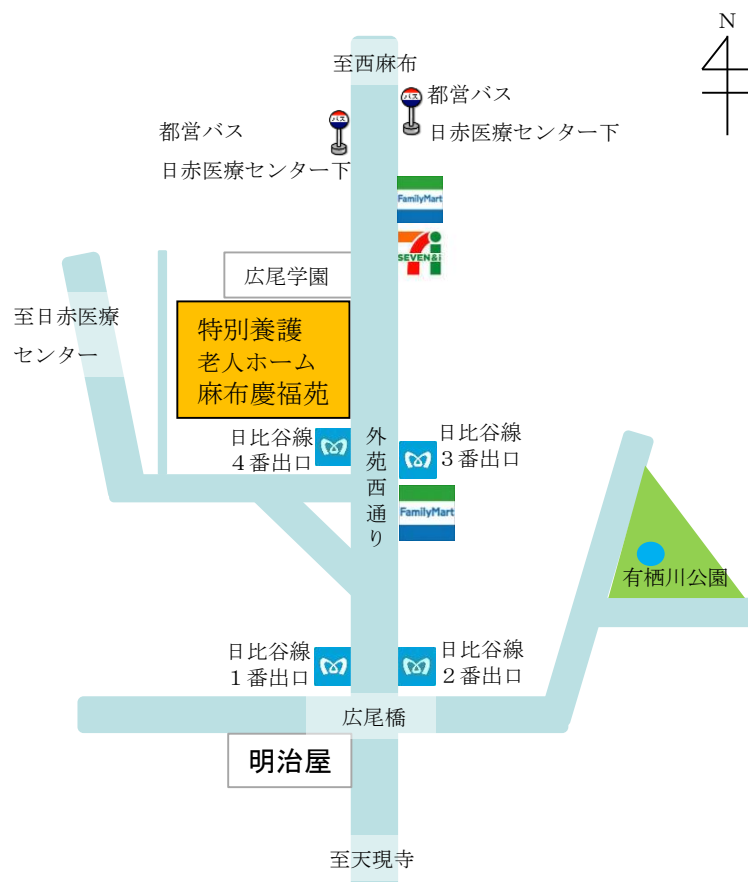 N
至西麻布
バス
都営バス
日赤医療センター下
バス
都営バス
日赤医療センター下
FamilyMart
7i
SEVEN&i
広尾学園
至日赤医療
センター
特別養護
老人ホーム
麻布慶福苑
日比谷線
4番出口
外苑西通り
日比谷線
3番出口
FamilyMart
有栖川公園
日比谷線
1番出口
日比谷線
2番出口
広尾橋
明治屋
至天現寺